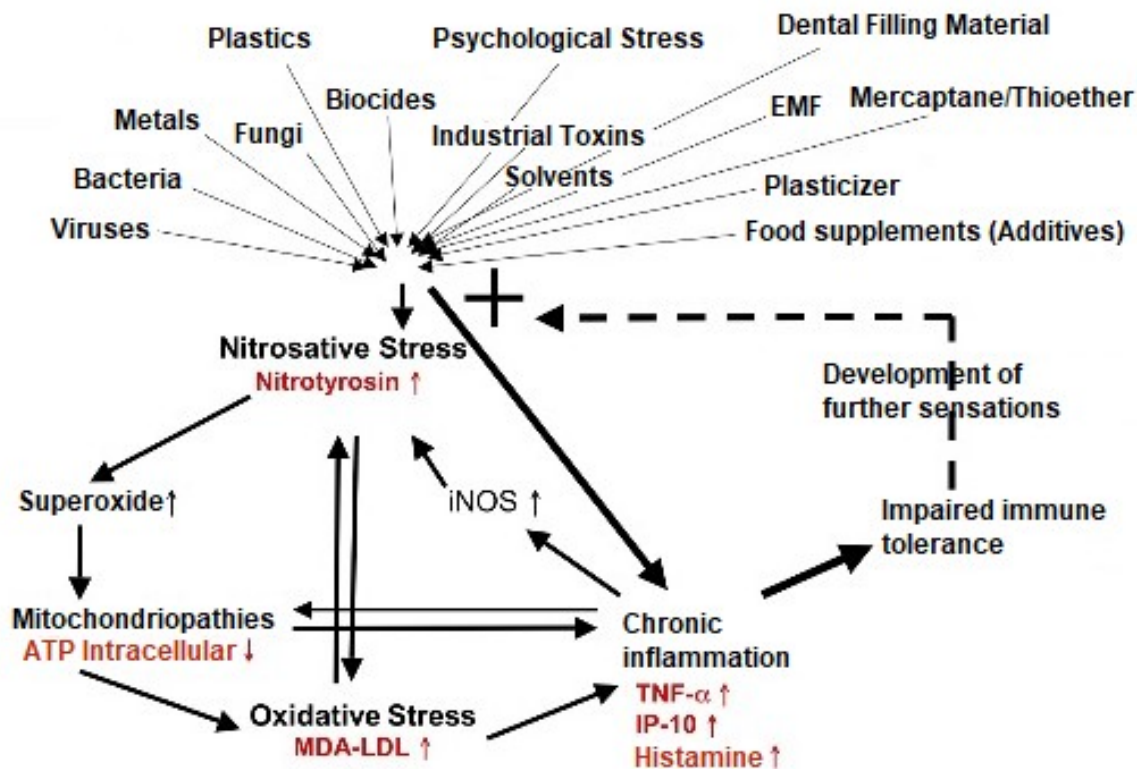 Plastics
Psychological Stress
Dental Filling Material
Biocides
EMF
Mercaptane/Thioether
Metals
Fungi
Industrial Toxins
Bacteria
Solvents
Plasticizer
Viruses
Food supplements (Additives)
+
Nitrosative Stress
Nitrotyrosin ↑
Development of
further sensations
Superoxide↑
iNOS ↑
Impaired immune
tolerance
Mitochondriopathies
ATP Intracellular ↓
Chronic
inflammation
TNF-α ↑
IP-10 ↑
Histamine ↑
Oxidative Stress
MDA-LDL ↑